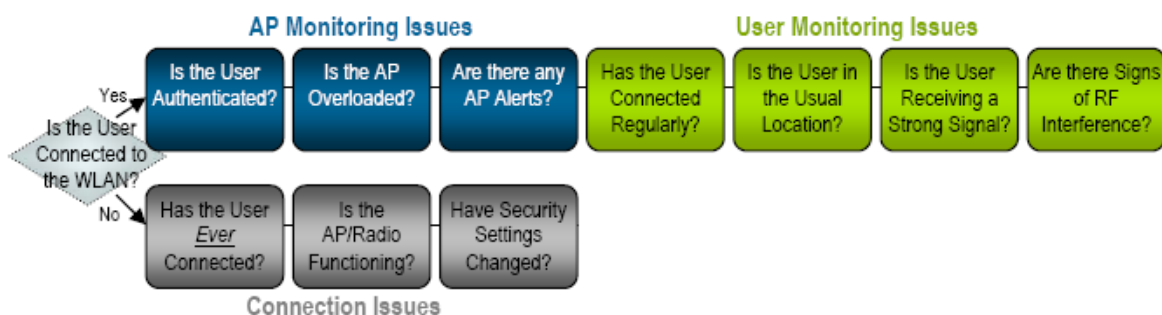 AP Monitoring Issues
User Monitoring Issues
Is the User
Authenticated?
Is the AP
Overloaded?
Are there any
AP Alerts?
Has the User
Connected
Regularly?
Is the User in
the Usual
Location?
Is the User
Receiving a
Strong Signal?
Are there Signs
of RF
Interference?
Yes
Is the User
Connected to
the WLAN?
No
Has the User
Ever
Connected?
Is the
AP/Radio
Functioning?
Have Security
Settings
Changed?
Connection Issues